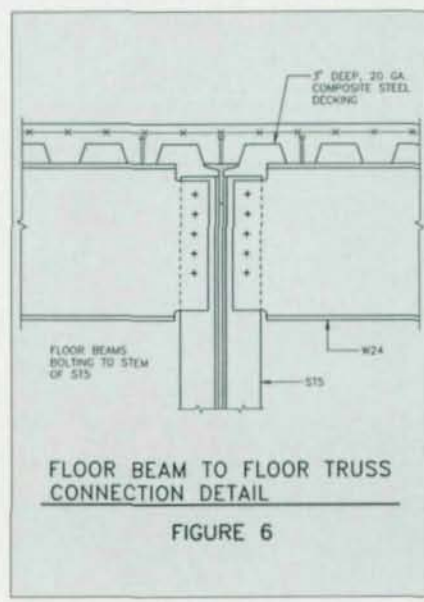 3" DEEP, 20 GA.
COMPOSITE STEEL
DECKING
FLOOR BEAMS
BOLTING TO STEM
OF ST5
W24
ST5
FLOOR BEAM TO FLOOR TRUSS
CONNECTION DETAIL
FIGURE 6